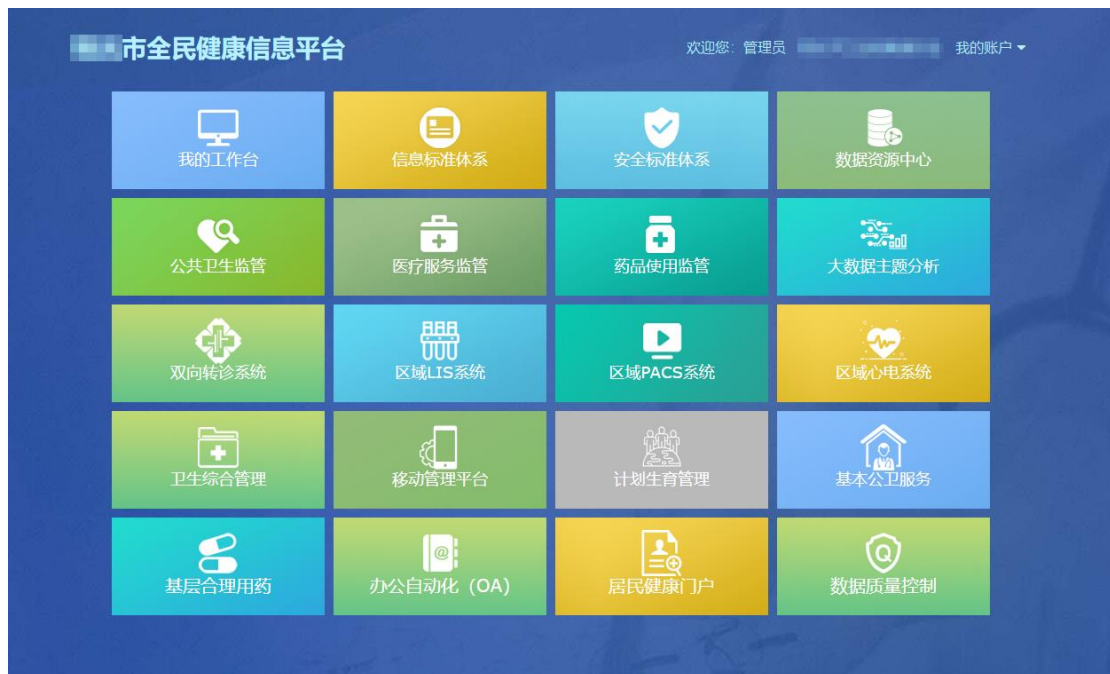 市全民健康信息平台
欢迎您: 管理员
我的账户
我的工作台
信息标准体系
安全标准体系
数据资源中心
公共卫生监管
医疗服务监管
药品使用监管
大数据主题分析
双向转诊系统
区域LIS系统
区域PACS系统
区域心电系统
卫生综合管理
移动管理平台
计划生育管理
基本公卫服务
基层合理用药
@
办公自动化 (OA)
居民健康门户
Q
数据质量控制